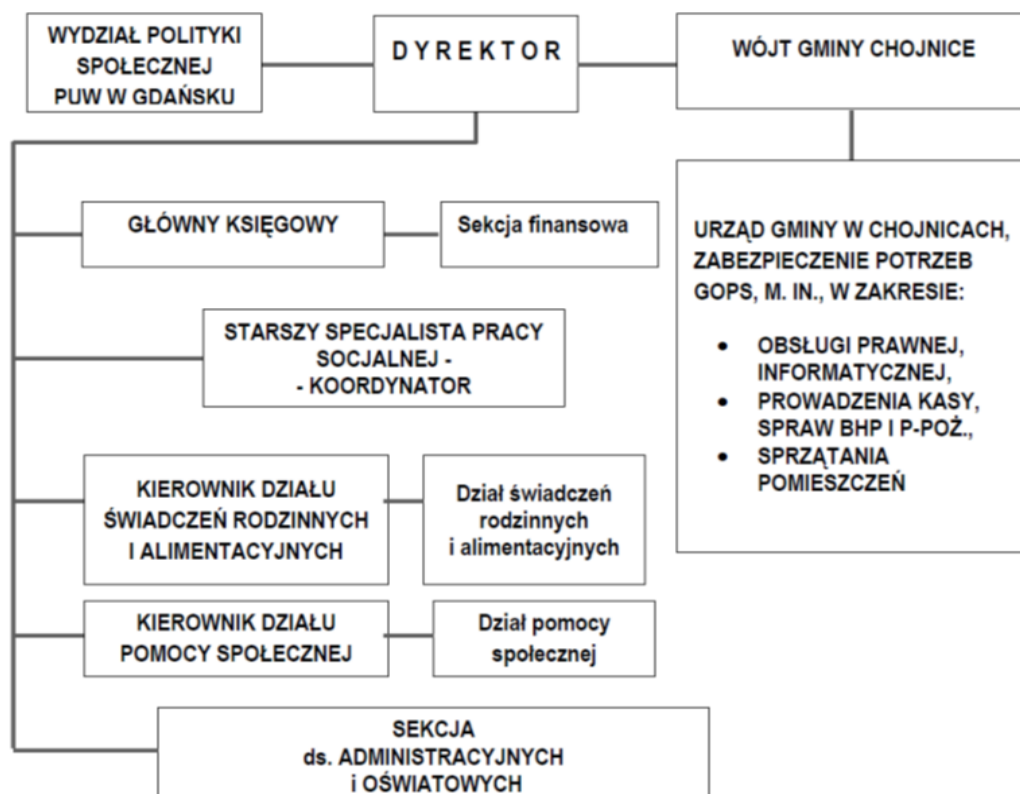 WYDZIAŁ POLITYKI
SPOŁECZNEJ
PUW W GDAŃSKU
D Y R E K T O R
WÓJT GMINY CHOJNICE
GŁÓWNY KSIĘGOWY
Sekcja finansowa
STARSZY SPECJALISTA PRACY
SOCJALNEJ -
- KOORDYNATOR
KIEROWNIK DZIAŁU
ŚWIADCZEŃ RODZINNYCH
I ALIMENTACYJNYCH
Dział świadczeń
rodzinnych
i alimentacyjnych
KIEROWNIK DZIAŁU
POMOCY SPOŁECZNEJ
Dział pomocy
społecznej
SEKCJA
ds. ADMINISTRACYJNYCH
i OŚWIATOWYCH
URZĄD GMINY W CHOJNICACH,
ZABEZPIECZENIE POTRZEB
GOPS, M. IN., W ZAKRESIE:
• OBSŁUGI PRAWNEJ,
INFORMATYCZNEJ,
• PROWADZENIA KASY,
SPRAW BHP I P-POŻ.,
• SPRZĄTANIA
POMIESZCZEŃ